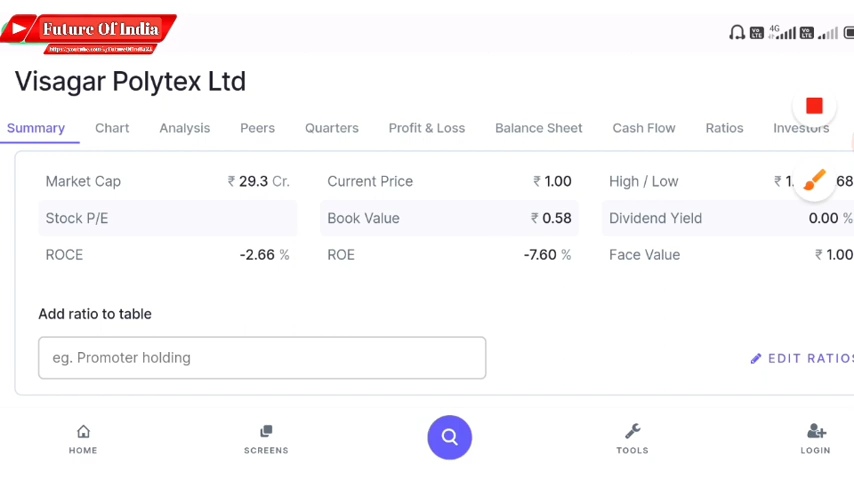 Future Of India
Visagar Polytex Ltd
Summary Chart Analysis Peers Quarters Profit & Loss Balance Sheet Cash Flow Ratios Investors
Market Cap ₹ 29.3 Cr. Current Price ₹ 1.00 High / Low ₹ 1. 68
Stock P/E Book Value ₹ 0.58 Dividend Yield 0.00 %
ROCE -2.66 % ROE -7.60 % Face Value ₹ 1.00
Add ratio to table
eg. Promoter holding
EDIT RATIOS
HOME SCREENS TOOLS LOGIN